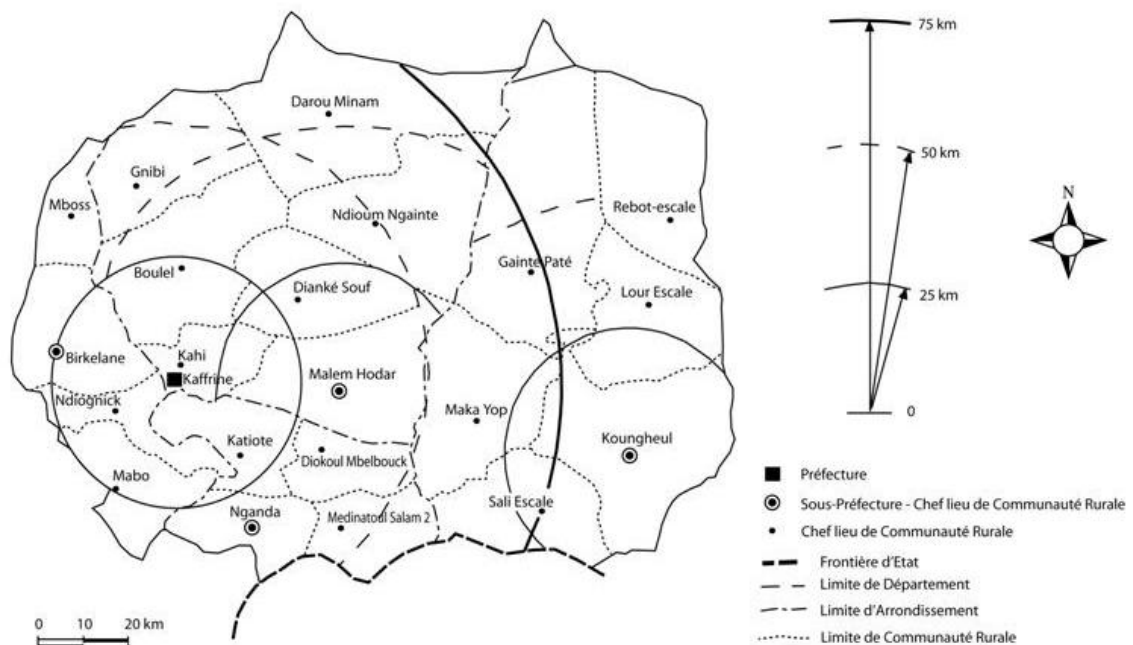 75 km
50 km
25 km
0
N
Darou Minam
Gnibi
Mboss
Ndioum Ngainte
Rebot-escale
Boulel
Gainte Paté
Dianké Souf
Lour Escale
Birkelane
Kahi
Kaffrine
Malem Hodar
Ndiognick
Maka Yop
Koungheul
Katiote
Diokoul Mbelbouck
Mabo
Nganda
Medinatoul Salam 2
Sali Escale
Préfecture
Sous-Préfecture - Chef lieu de Communauté Rurale
Chef lieu de Communauté Rurale
Frontière d'Etat
Limite de Département
Limite d'Arrondissement
Limite de Communauté Rurale
0 10 20 km